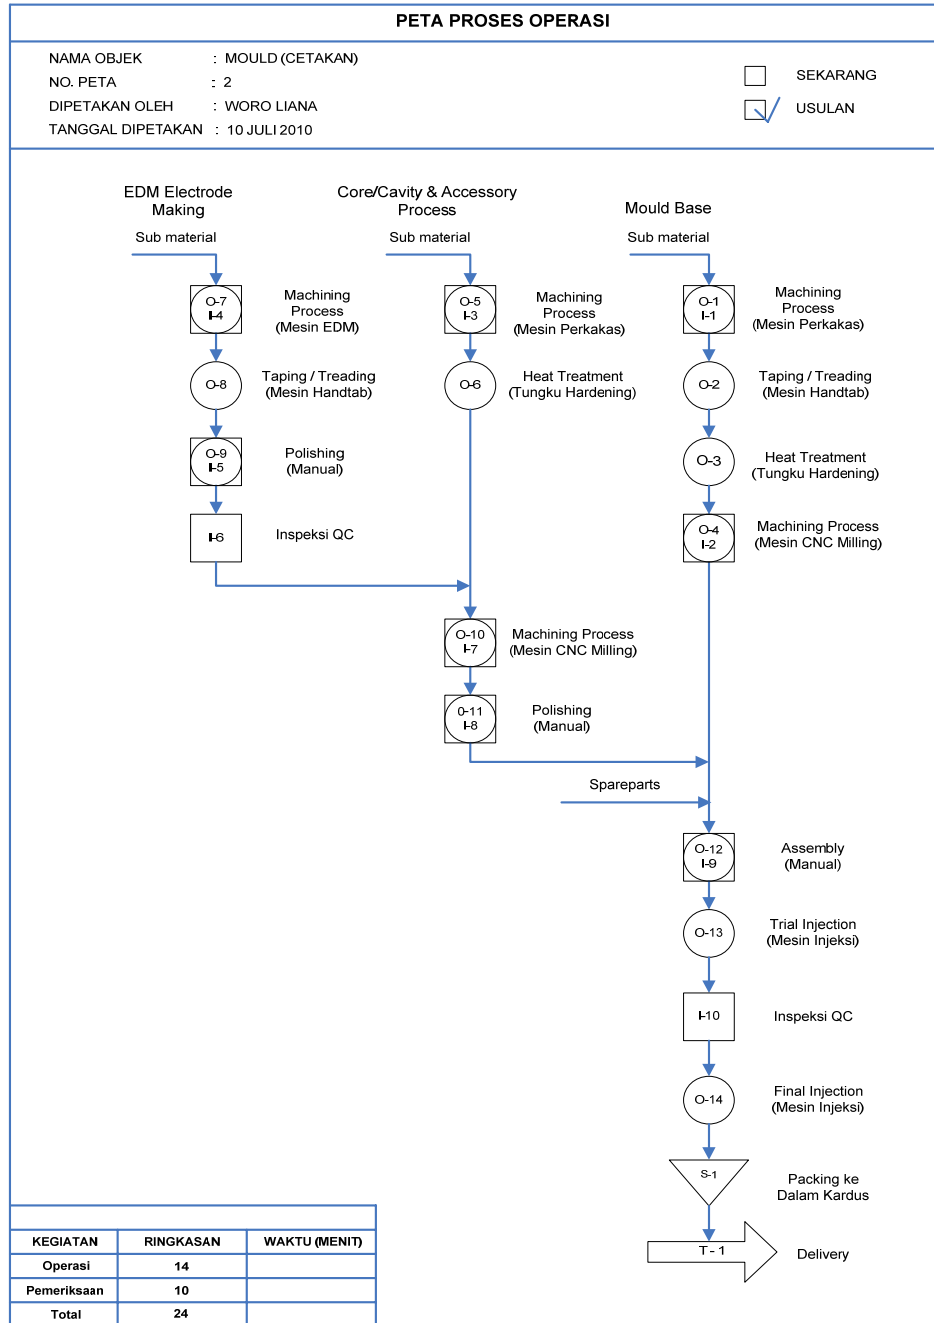 PETA PROSES OPERASI
NAMA OBJEK : MOULD (CETAKAN)
NO. PETA : 2
DIPETAKAN OLEH : WORO LIANA
TANGGAL DIPETAKAN : 10 JULI 2010
SEKARANG
USULAN
EDM Electrode
Making
Sub material
O-7
I-4
Machining
Process
(Mesin EDM)
O-8
Taping / Treading
(Mesin Handtab)
O-9
I-5
Polishing
(Manual)
I-6
Inspeksi QC
Core/Cavity & Accessory
Process
Sub material
O-5
I-3
Machining
Process
(Mesin Perkakas)
O-6
Heat Treatment
(Tungku Hardening)
O-10
I-7
Machining Process
(Mesin CNC Milling)
0-11
I-8
Polishing
(Manual)
Mould Base
Sub material
O-1
I-1
Machining
Process
(Mesin Perkakas)
O-2
Taping / Treading
(Mesin Handtab)
O-3
Heat Treatment
(Tungku Hardening)
O-4
I-2
Machining Process
(Mesin CNC Milling)
Spareparts
O-12
I-9
Assembly
(Manual)
O-13
Trial Injection
(Mesin Injeksi)
I-10
Inspeksi QC
O-14
Final Injection
(Mesin Injeksi)
S-1
Packing ke
Dalam Kardus
T - 1
Delivery
KEGIATAN RINGKASAN WAKTU (MENIT)
Operasi 14
Pemeriksaan 10
Total 24